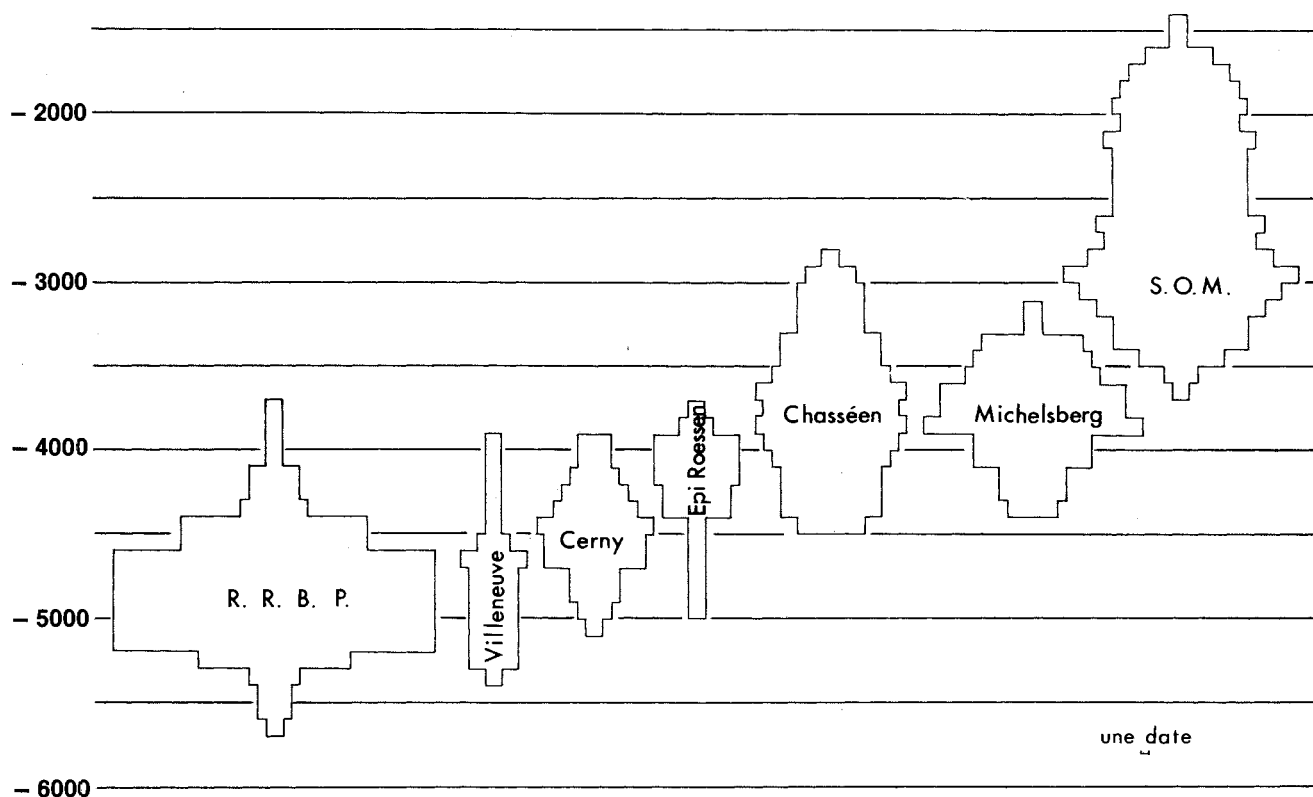 – 2000
– 3000
S. O. M.
Chasséen
Michelsberg
– 4000
Epi Roessen
Cerny
R. R. B. P.
Villeneuve
– 5000
une date
– 6000